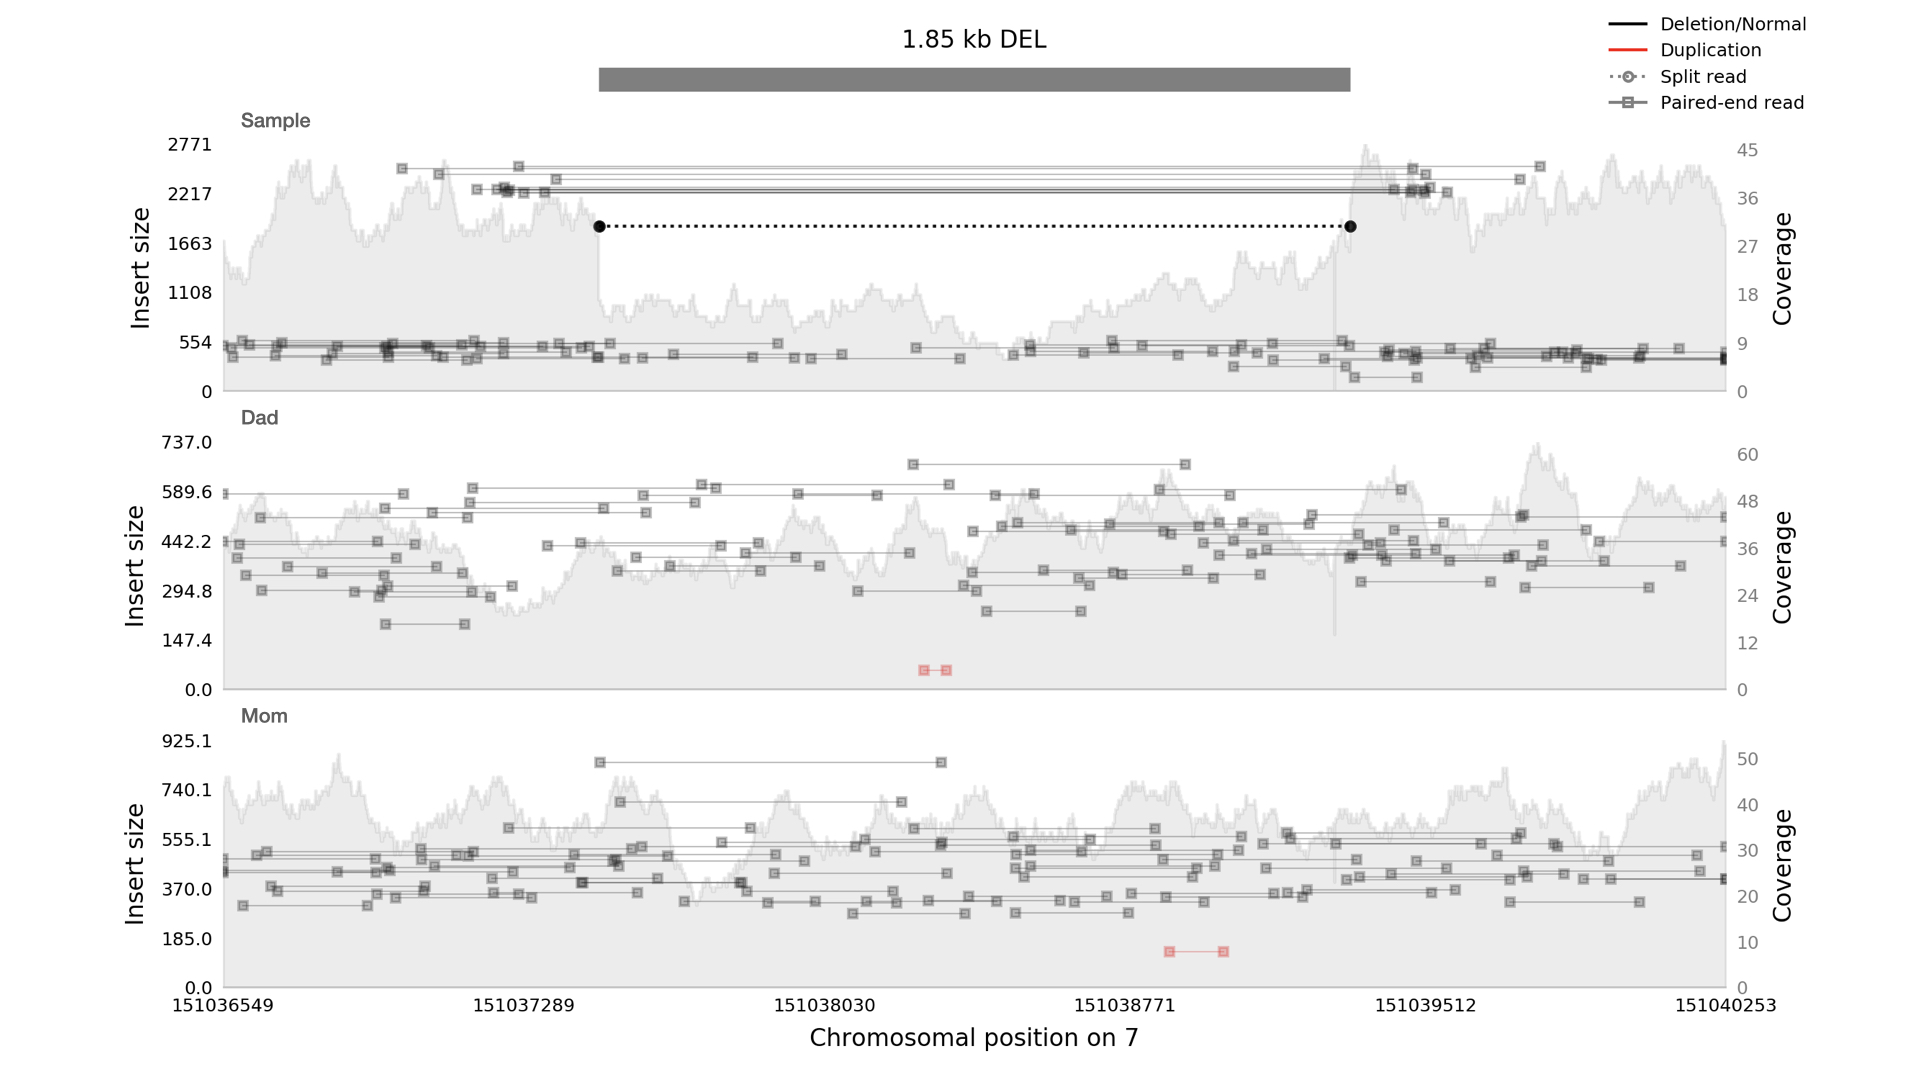 1.85 kb DEL
Deletion/Normal
Duplication
Split read
Paired-end read
Sample
Insert size
2771
2217
1663
1108
554
0
45
36
27
18
9
0
Coverage
Dad
Insert size
737.0
589.6
442.2
294.8
147.4
0.0
60
48
36
24
12
0
Coverage
Mom
Insert size
925.1
740.1
555.1
370.0
185.0
0.0
50
40
30
20
10
0
Coverage
151036549 151037289 151038030 151038771 151039512 151040253
Chromosomal position on 7